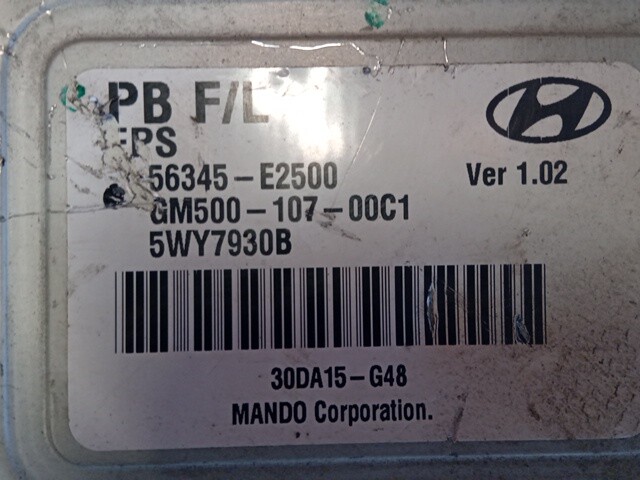 PB F/L
EPS
56345-E2500
Ver 1.02
GM500-107-00C1
5WY7930B
30DA15-G48
MANDO Corporation.